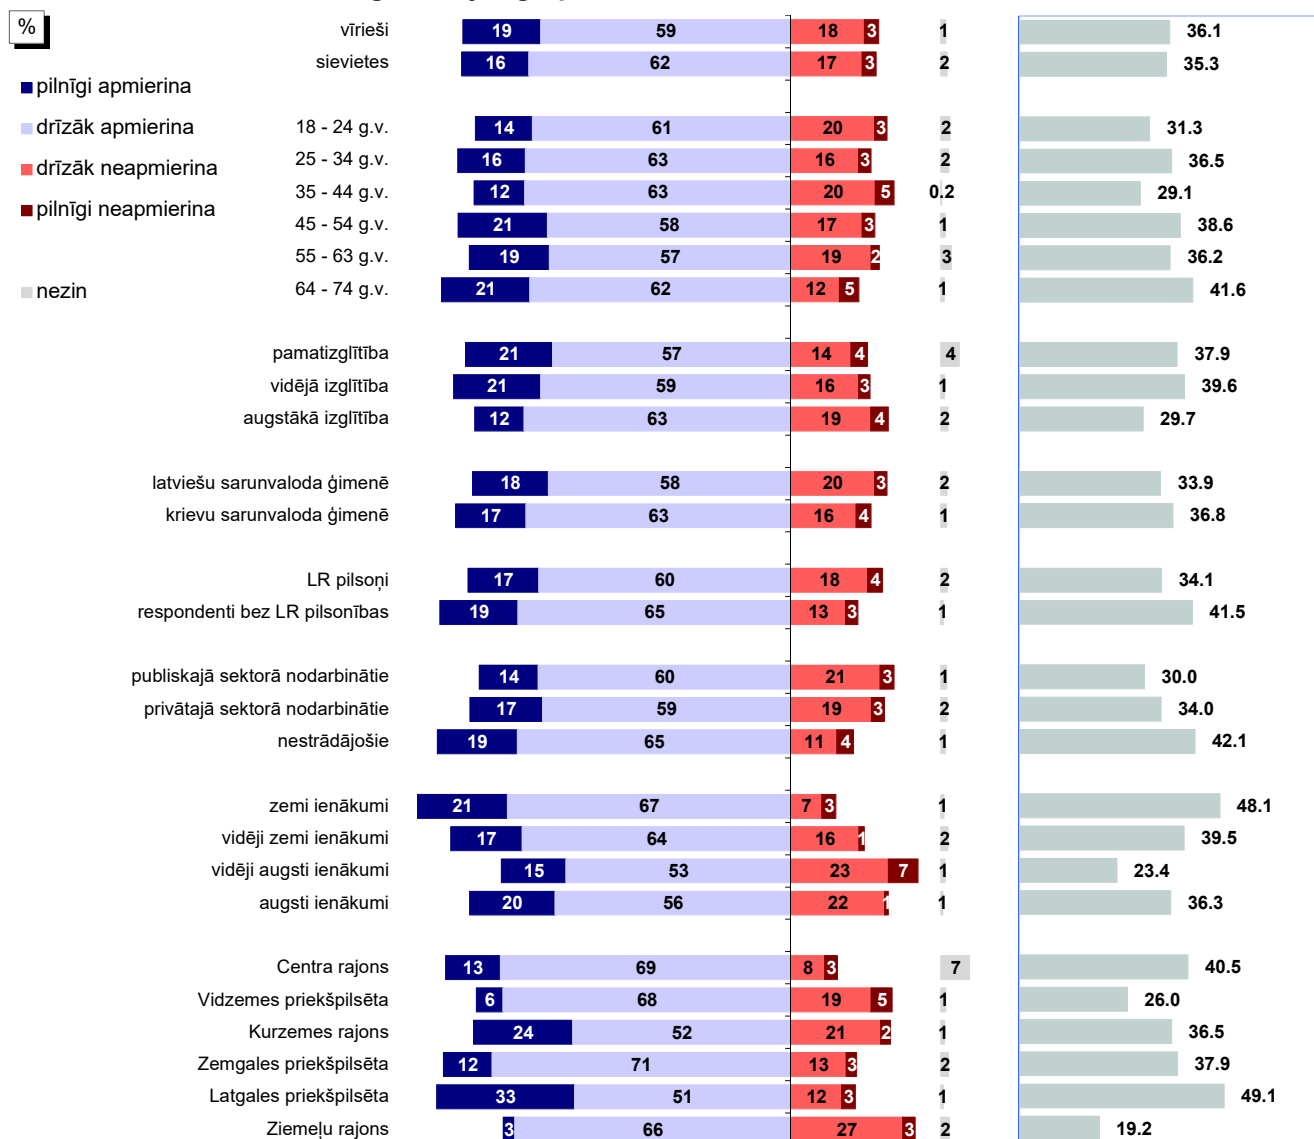 %
pilnīgi apmierina
drīzāk apmierina
drīzāk neapmierina
pilnīgi neapmierina
nezin
vīrieši 19 59 18 3 1 36.1
sievietes 16 62 17 3 2 35.3
18 - 24 g.v. 14 61 20 3 2 31.3
25 - 34 g.v. 16 63 16 3 2 36.5
35 - 44 g.v. 12 63 20 5 0.2 29.1
45 - 54 g.v. 21 58 17 3 1 38.6
55 - 63 g.v. 19 57 19 2 3 36.2
64 - 74 g.v. 21 62 12 5 1 41.6
pamatizglītība 21 57 14 4 4 37.9
vidējā izglītība 21 59 16 3 1 39.6
augstākā izglītība 12 63 19 4 2 29.7
latviešu sarunvaloda ģimenē 18 58 20 3 2 33.9
krievu sarunvaloda ģimenē 17 63 16 4 1 36.8
LR pilsoņi 17 60 18 4 2 34.1
respondenti bez LR pilsonības 19 65 13 3 1 41.5
publiskajā sektorā nodarbinātie 14 60 21 3 1 30.0
privātajā sektorā nodarbinātie 17 59 19 3 2 34.0
nestrādājošie 19 65 11 4 1 42.1
zemi ienākumi 21 67 7 3 1 48.1
vidēji zemi ienākumi 17 64 16 1 2 39.5
vidēji augsti ienākumi 15 53 23 7 1 23.4
augsti ienākumi 20 56 22 1 1 36.3
Centra rajons 13 69 8 3 7 40.5
Vidzemes priekšpilsēta 6 68 19 5 1 26.0
Kurzemes rajons 24 52 21 2 1 36.5
Zemgales priekšpilsēta 12 71 13 3 2 37.9
Latgales priekšpilsēta 33 51 12 3 1 49.1
Ziemeļu rajons 3 66 27 3 2 19.2